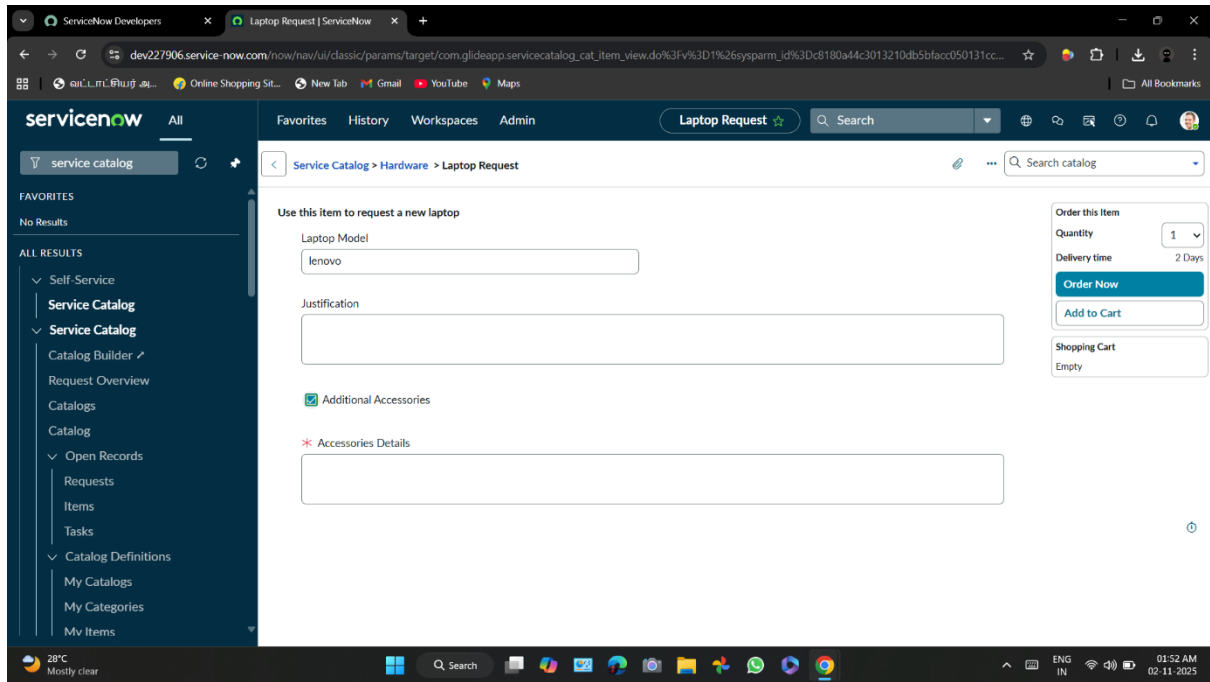 ServiceNow Developers
Laptop Request | ServiceNow
dev227906.service-now.com/now/nav/ui/classic/params/target/com.glideapp.servicecatalog_cat_item_view.do%3Fv%3D1%26sysparm_id%3Dc8180a44c3013210db5bfacc050131cc...
வட்டாட்சியர் அ... Online Shopping Sit... New Tab Gmail YouTube Maps All Bookmarks
servicenow All Favorites History Workspaces Admin Laptop Request Search
service catalog
Service Catalog > Hardware > Laptop Request Search catalog
FAVORITES
No Results
ALL RESULTS
Self-Service
Service Catalog
Service Catalog
Catalog Builder
Request Overview
Catalogs
Catalog
Open Records
Requests
Items
Tasks
Catalog Definitions
My Catalogs
My Categories
My Items
Use this item to request a new laptop
Laptop Model
lenovo
Justification
Additional Accessories
* Accessories Details
Order this Item
Quantity 1
Delivery time 2 Days
Order Now
Add to Cart
Shopping Cart
Empty
28°C
Mostly clear
Search
ENG
IN
01:52 AM
02-11-2025